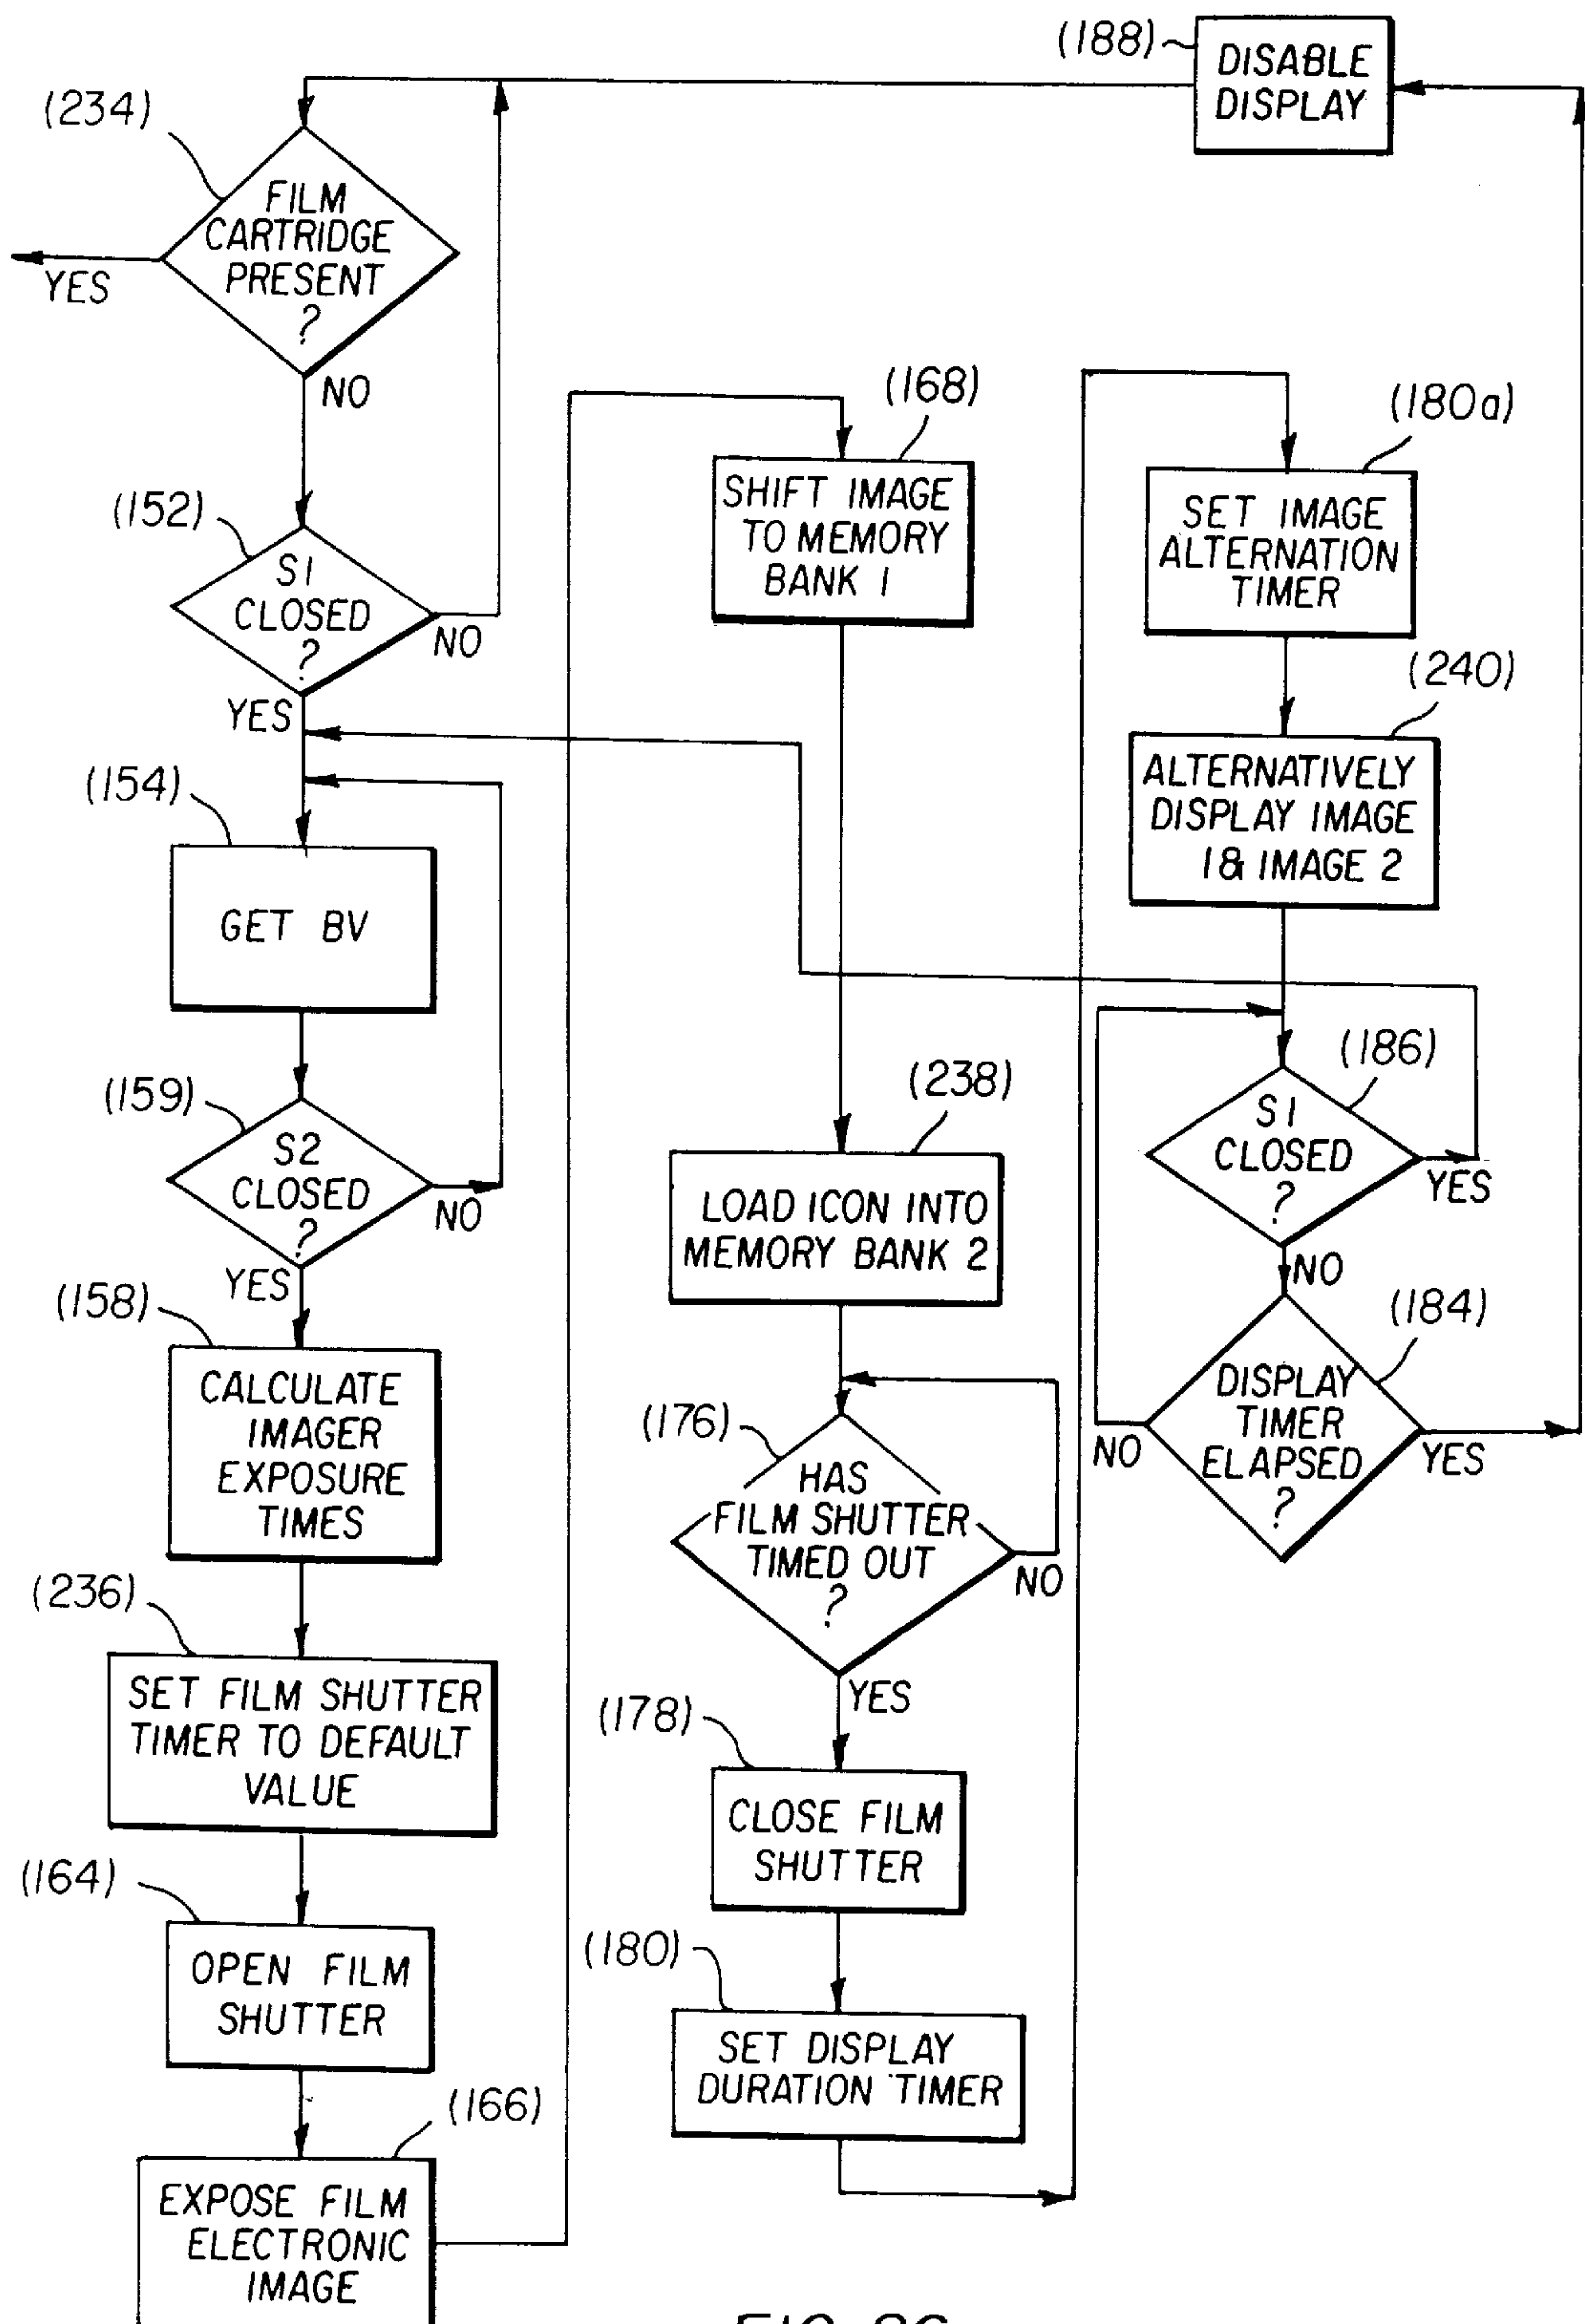 (188)
DISABLE
DISPLAY
(234)
FILM
CARTRIDGE
PRESENT
?
YES
NO
(152)
S1
CLOSED
?
NO
YES
(154)
GET BV
(159)
S2
CLOSED
?
NO
YES
(158)
CALCULATE
IMAGER
EXPOSURE
TIMES
(236)
SET FILM SHUTTER
TIMER TO DEFAULT
VALUE
(164)
OPEN FILM
SHUTTER
(166)
EXPOSE FILM
ELECTRONIC
IMAGE
(168)
SHIFT IMAGE
TO MEMORY
BANK 1
(238)
LOAD ICON INTO
MEMORY BANK 2
(176)
HAS
FILM SHUTTER
TIMED OUT
?
NO
YES
(178)
CLOSE FILM
SHUTTER
(180)
SET DISPLAY
DURATION TIMER
(180a)
SET IMAGE
ALTERNATION
TIMER
(240)
ALTERNATIVELY
DISPLAY IMAGE
1 & IMAGE 2
(186)
S1
CLOSED
?
YES
NO
(184)
DISPLAY
TIMER
ELAPSED
?
NO
YES